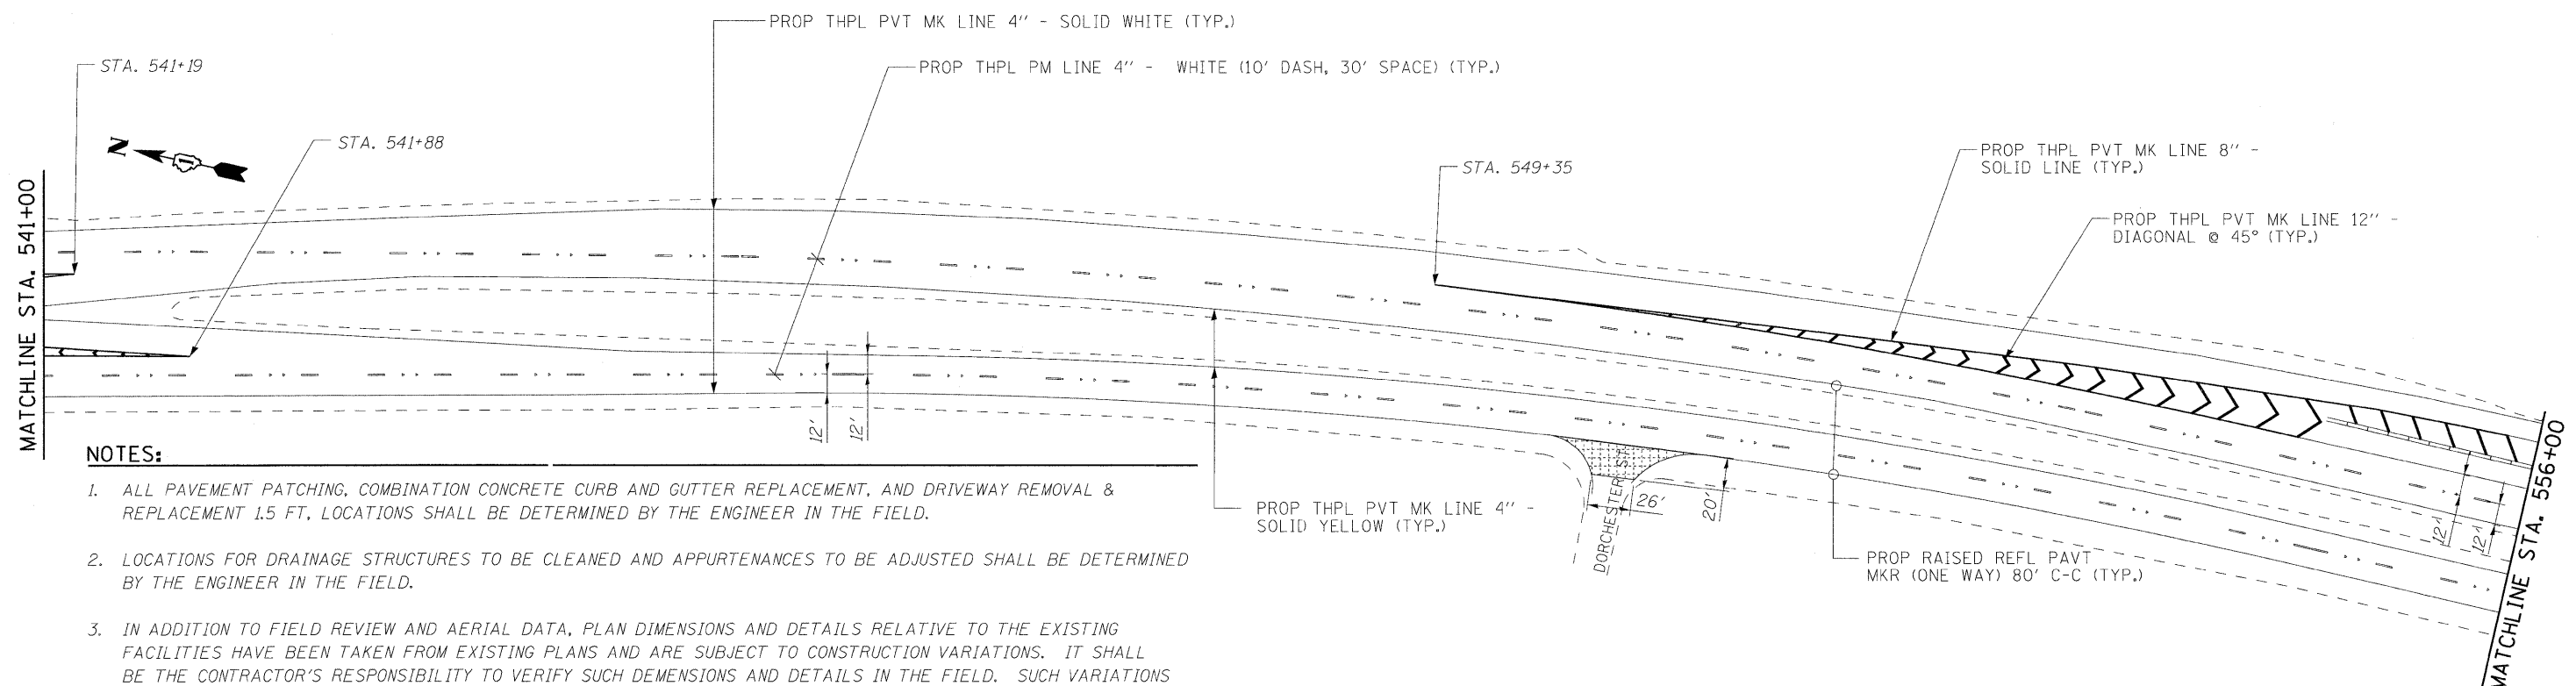 PROP THPL PVT MK LINE 4" - SOLID WHITE (TYP.)
STA. 541+19
PROP THPL PM LINE 4" - WHITE (10' DASH, 30' SPACE) (TYP.)
N
STA. 541+88
STA. 549+35
PROP THPL PVT MK LINE 8" -
SOLID LINE (TYP.)
PROP THPL PVT MK LINE 12" -
DIAGONAL @ 45° (TYP.)
MATCHLINE STA. 541+00
12'
12'
NOTES:
1. ALL PAVEMENT PATCHING, COMBINATION CONCRETE CURB AND GUTTER REPLACEMENT, AND DRIVEWAY REMOVAL &
REPLACEMENT 1.5 FT, LOCATIONS SHALL BE DETERMINED BY THE ENGINEER IN THE FIELD.
2. LOCATIONS FOR DRAINAGE STRUCTURES TO BE CLEANED AND APPURTENANCES TO BE ADJUSTED SHALL BE DETERMINED
BY THE ENGINEER IN THE FIELD.
3. IN ADDITION TO FIELD REVIEW AND AERIAL DATA, PLAN DIMENSIONS AND DETAILS RELATIVE TO THE EXISTING
FACILITIES HAVE BEEN TAKEN FROM EXISTING PLANS AND ARE SUBJECT TO CONSTRUCTION VARIATIONS. IT SHALL
BE THE CONTRACTOR'S RESPONSIBILITY TO VERIFY SUCH DEMENSIONS AND DETAILS IN THE FIELD. SUCH VARIATIONS
PROP THPL PVT MK LINE 4" -
SOLID YELLOW (TYP.)
DORCHESTER ST
26'
20'
PROP RAISED REFL PAVT
MKR (ONE WAY) 80' C-C (TYP.)
12'
12'
MATCHLINE STA. 556+00